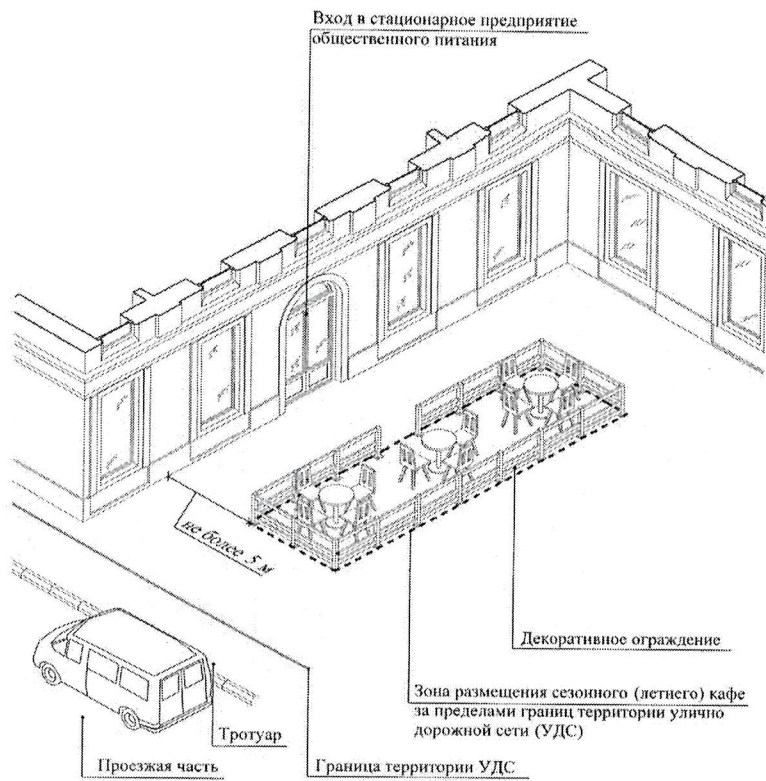 Вход в стационарное предприятие
общественного питания
не более 5 м
Декоративное ограждение
Зона размещения сезонного (летнего) кафе
за пределами границ территории улично
дорожной сети (УДС)
Тротуар
Проезжая часть
Граница территории УДС